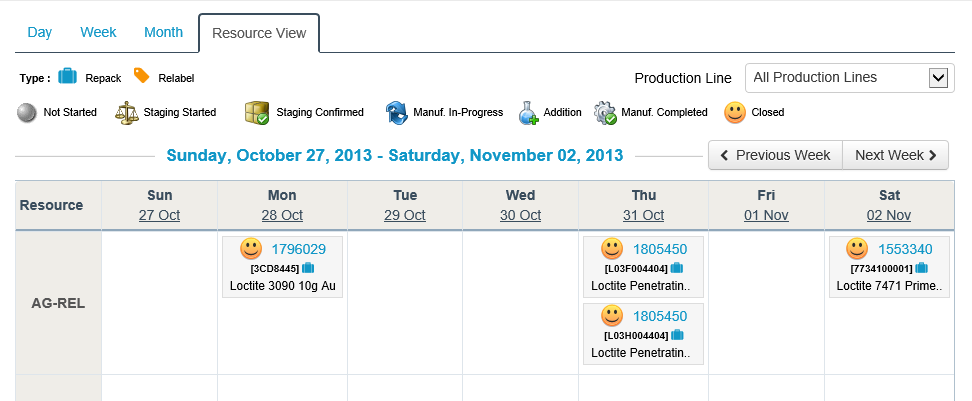 Day Week Month Resource View
Type : Repack Relabel
Production Line All Production Lines
Not Started Staging Started Staging Confirmed Manuf. In-Progress Addition Manuf. Completed Closed
Sunday, October 27, 2013 - Saturday, November 02, 2013
Previous Week Next Week
Resource
Sun Mon Tue Wed Thu Fri Sat
27 Oct 28 Oct 29 Oct 30 Oct 31 Oct 01 Nov 02 Nov
AG-REL
1796029
[3CD8445]
Loctite 3090 10g Au
1805450
[L03F004404]
Loctite Penetratin..
1805450
[L03H004404]
Loctite Penetratin..
1553340
[7734100001]
Loctite 7471 Prime..